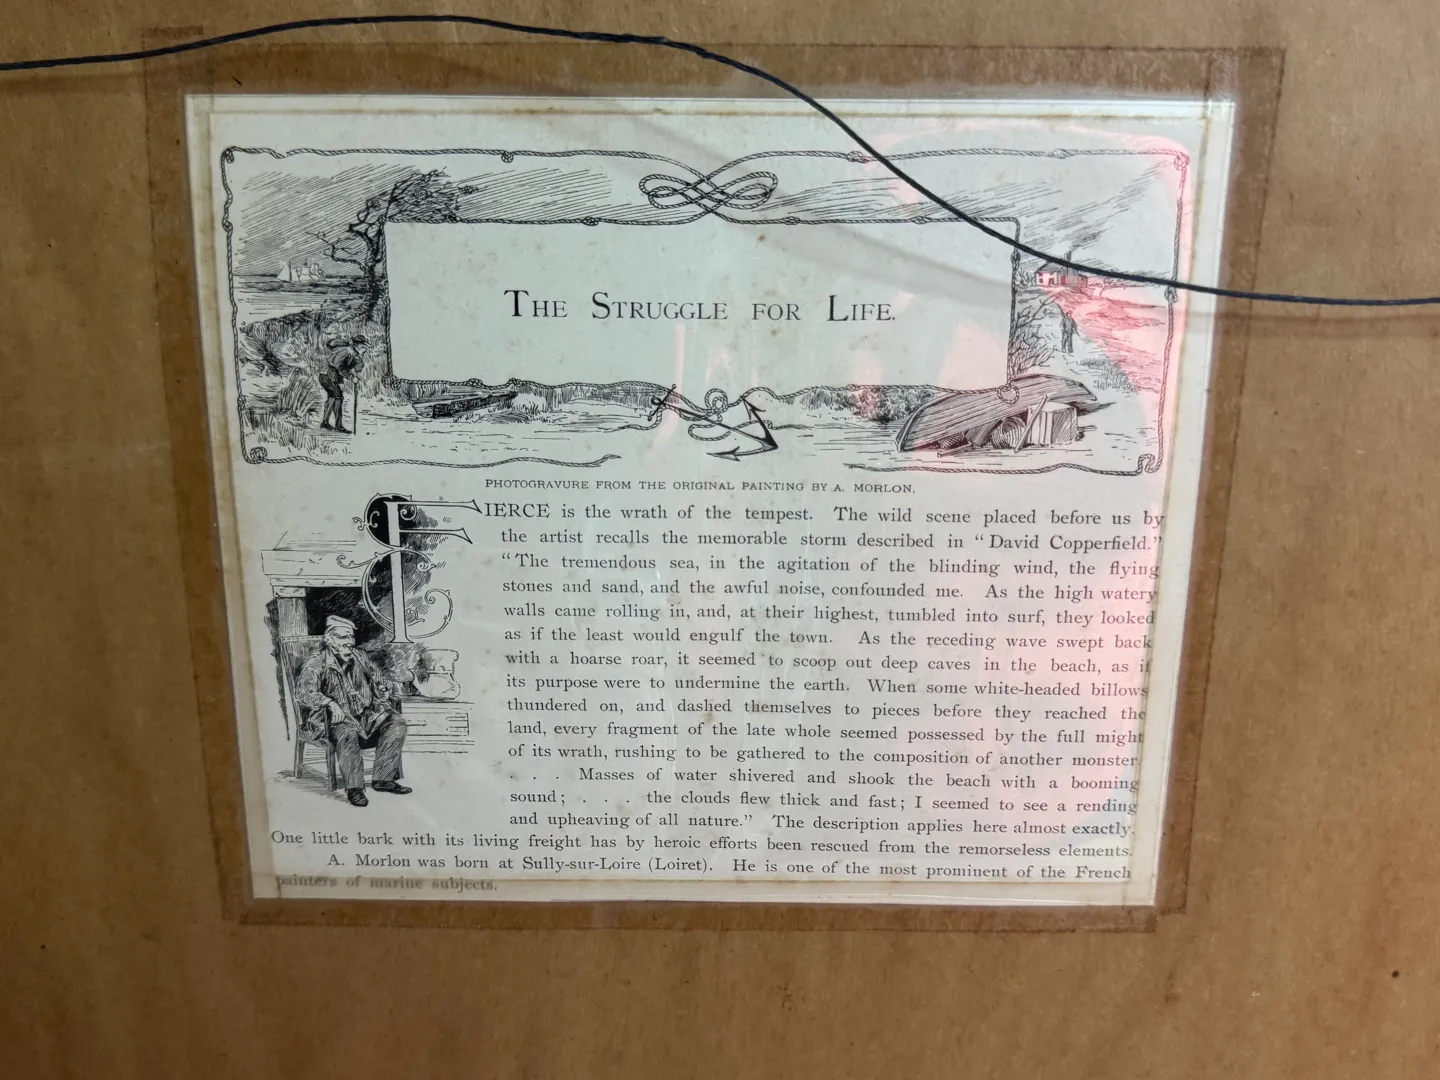 THE STRUGGLE FOR LIFE.
PHOTOGRAVURE FROM THE ORIGINAL PAINTING BY A. MORLON.
FIERCE is the wrath of the tempest. The wild scene placed before us by
the artist recalls the memorable storm described in “David Copperfield.”
“The tremendous sea, in the agitation of the blinding wind, the flying
stones and sand, and the awful noise, confounded me. As the high watery
walls came rolling in, and, at their highest, tumbled into surf, they looked
as if the least would engulf the town. As the receding wave swept back
with a hoarse roar, it seemed to scoop out deep caves in the beach, as if
its purpose were to undermine the earth. When some white-headed billows
thundered on, and dashed themselves to pieces before they reached the
land, every fragment of the late whole seemed possessed by the full might
of its wrath, rushing to be gathered to the composition of another monster.
. . . Masses of water shivered and shook the beach with a booming
sound; . . . the clouds flew thick and fast; I seemed to see a rending
and upheaving of all nature.” The description applies here almost exactly.
One little bark with its living freight has by heroic efforts been rescued from the remorseless elements.
A. Morlon was born at Sully-sur-Loire (Loiret). He is one of the most prominent of the French
painters of marine subjects.